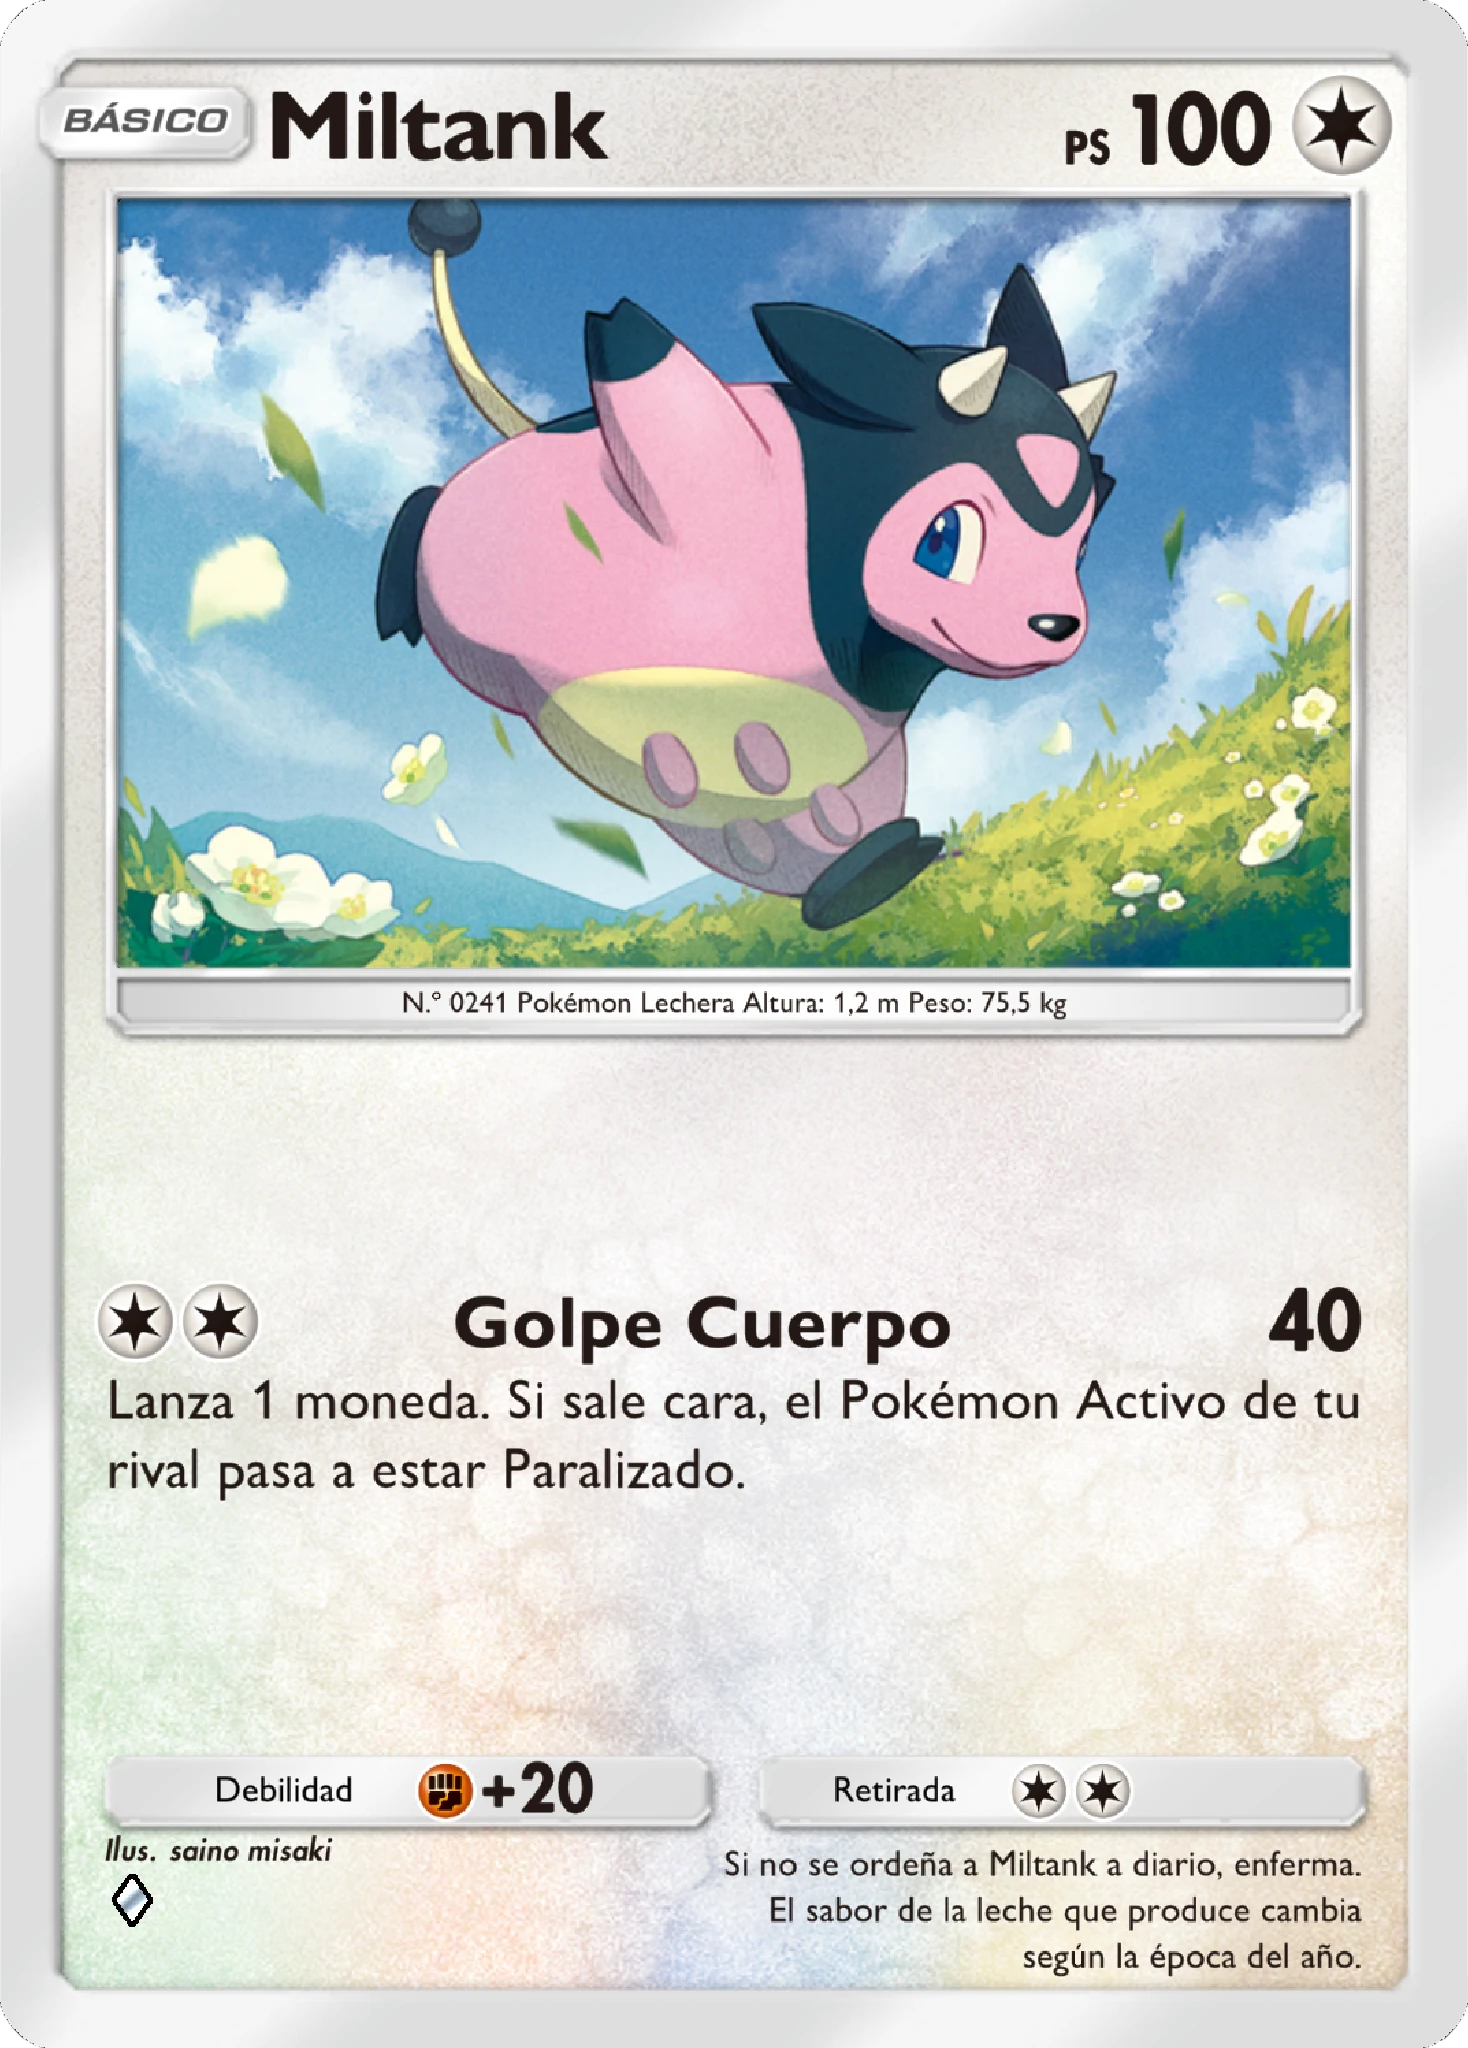 BÁSICO Miltank PS 100
N.º 0241 Pokémon Lechera Altura: 1,2 m Peso: 75,5 kg
Golpe Cuerpo 40
Lanza 1 moneda. Si sale cara, el Pokémon Activo de tu
rival pasa a estar Paralizado.
Debilidad +20 Retirada
Ilus. saino misaki
Si no se ordeña a Miltank a diario, enferma.
El sabor de la leche que produce cambia
según la época del año.